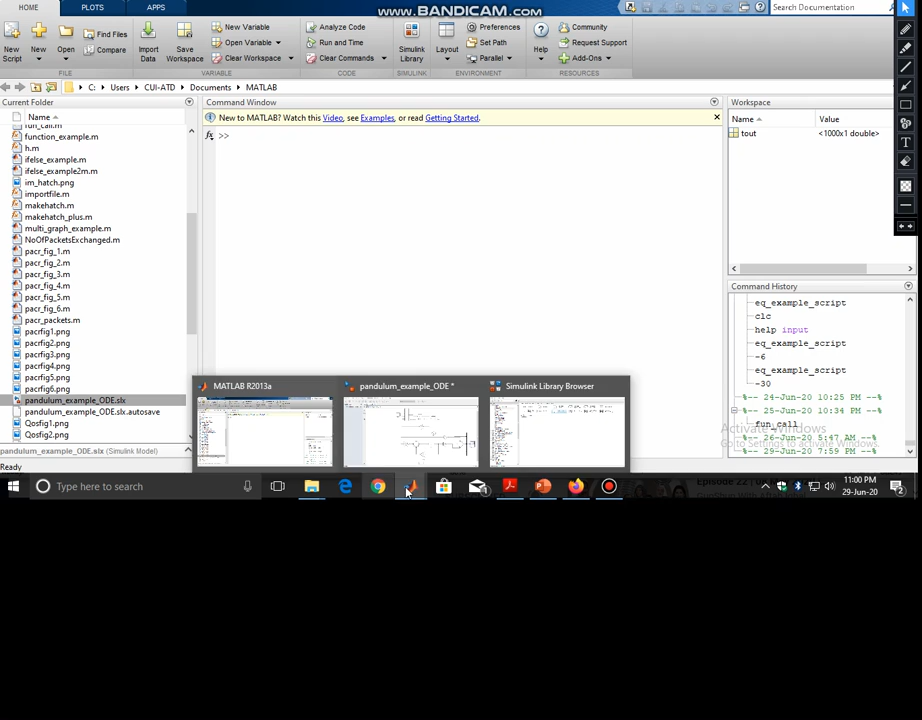 HOME PLOTS APPS
www.BANDICAM.com
Search Documentation
New Script
New
Open
Find Files
Compare
FILE
Import Data
Save Workspace
New Variable
Open Variable
Clear Workspace
VARIABLE
Analyze Code
Run and Time
Clear Commands
CODE
Simulink Library
SIMULINK
Layout
Preferences
Set Path
Parallel
ENVIRONMENT
Help
Community
Request Support
Add-Ons
RESOURCES
C: Users CUI-ATD Documents MATLAB
Current Folder
Name
fun_call.m
function_example.m
h.m
ifelse_example.m
ifelse_example2m.m
im_hatch.png
importfile.m
makehatch.m
makehatch_plus.m
multi_graph_example.m
NoOfPacketsExchanged.m
pacr_fig_1.m
pacr_fig_2.m
pacr_fig_3.m
pacr_fig_4.m
pacr_fig_5.m
pacr_fig_6.m
pacr_packets.m
pacrfig1.png
pacrfig2.png
pacrfig3.png
pacrfig4.png
pacrfig5.png
pacrfig6.png
pandulum_example_ODE.slx
pandulum_example_ODE.slx.autosave
Qosfig1.png
Qosfig2.png
pandulum_example_ODE.slx (Simulink Model)
Ready
Command Window
New to MATLAB? Watch this Video, see Examples, or read Getting Started.
fx >>
Workspace
Name Value
tout <1000x1 double>
Command History
eq_example_script
clc
help input
eq_example_script
-6
eq_example_script
-30
%-- 24-Jun-20 10:25 PM --%
%-- 25-Jun-20 10:34 PM --%
fun_call
%-- 26-Jun-20 5:47 AM --%
%-- 29-Jun-20 7:59 PM --%
Activate Windows
Go to Settings to activate Windows.
MATLAB R2013a
pandulum_example_ODE *
Simulink Library Browser
Type here to search
11:00 PM
29-Jun-20